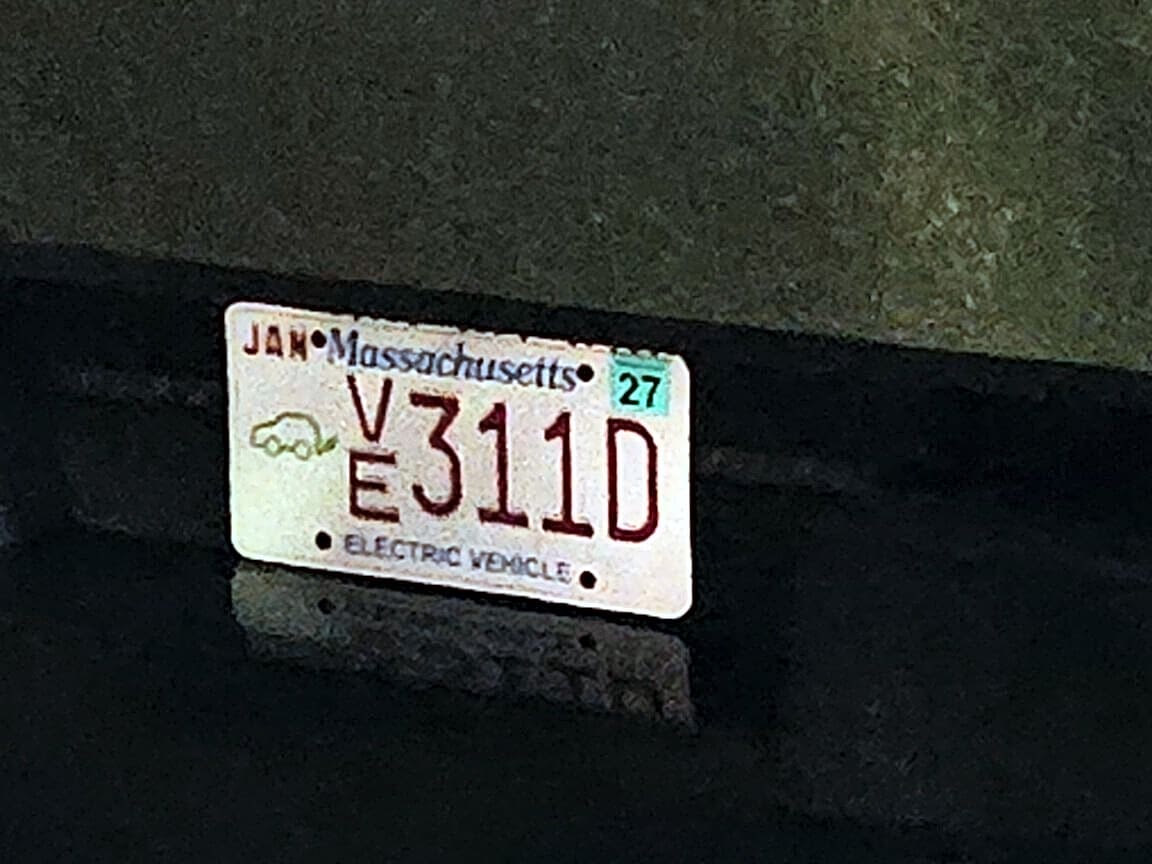 JAN Massachusetts 27
VE 311D
ELECTRIC VEHICLE